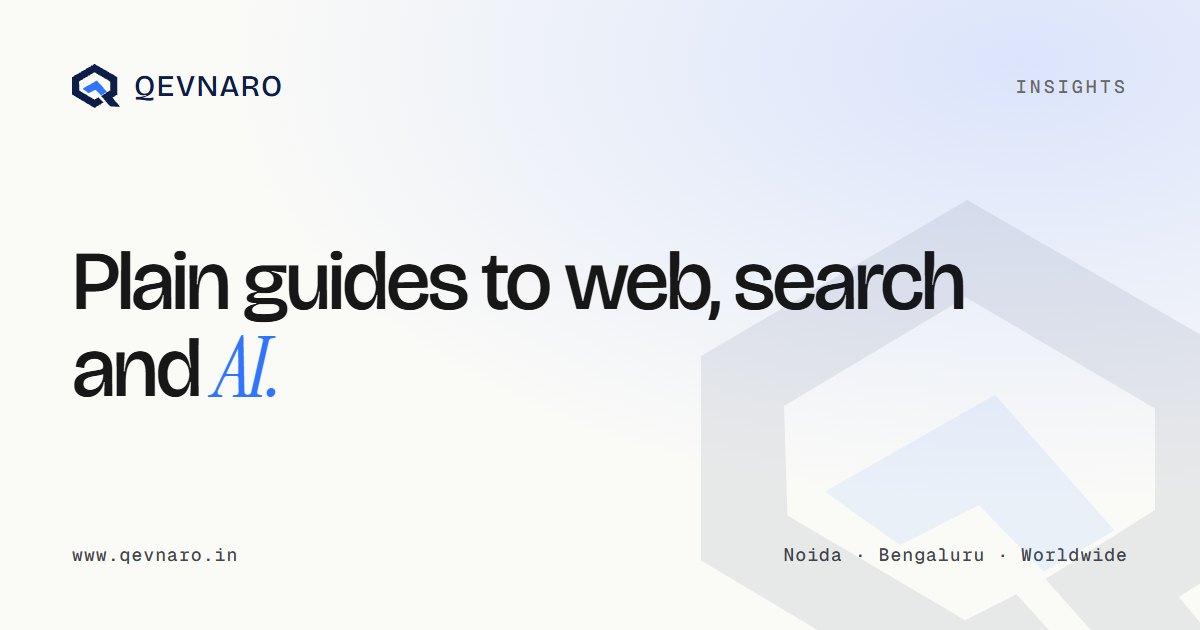 QEVNARO
INSIGHTS
Plain guides to web, search
and AI.
www.qevnaro.in
Noida · Bengaluru · Worldwide